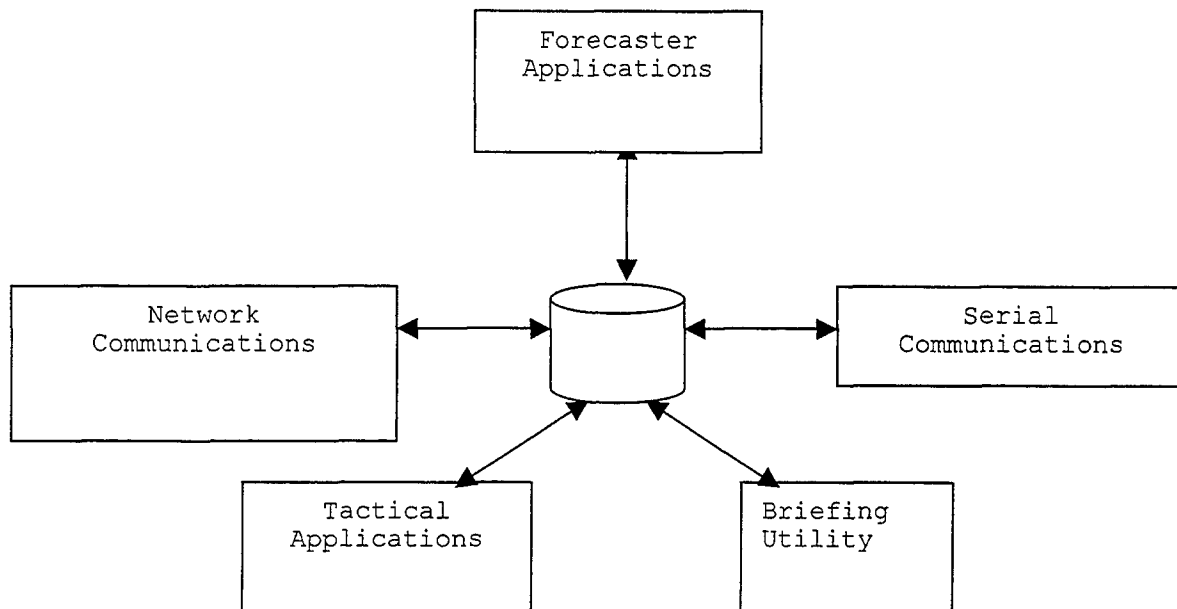 Forecaster
Applications
Network
Communications
Serial
Communications
Tactical
Applications
Briefing
Utility